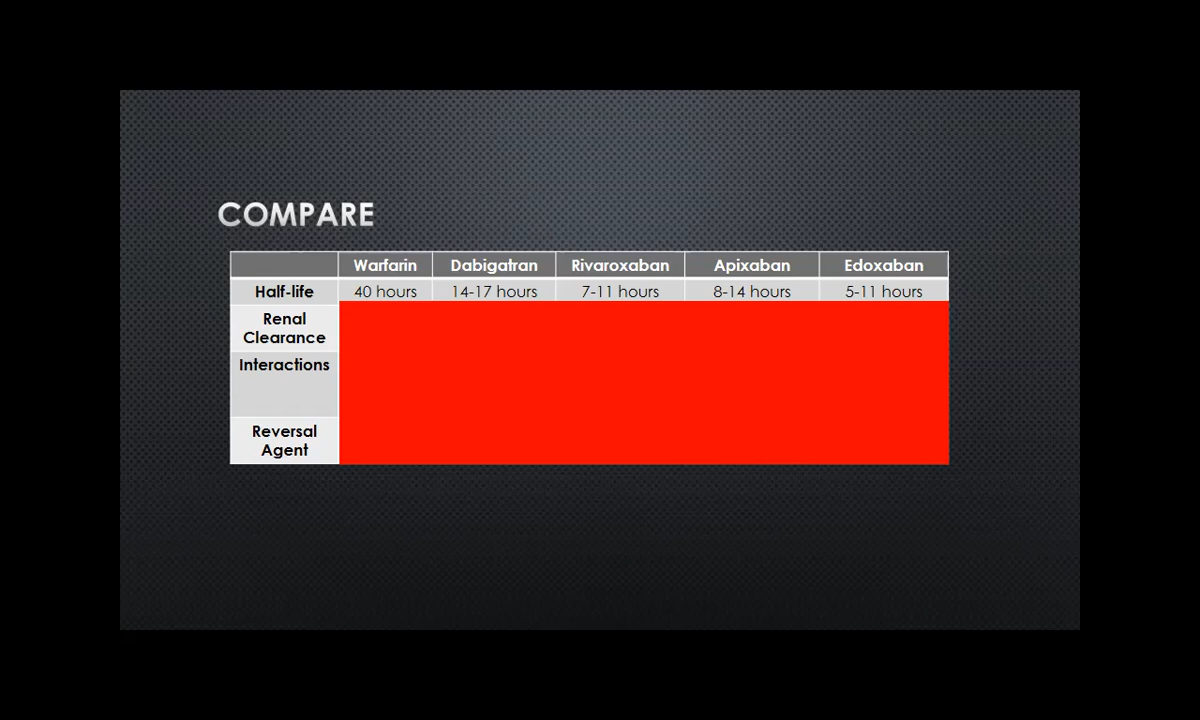 COMPARE
Warfarin Dabigatran Rivaroxaban Apixaban Edoxaban
Half-life 40 hours 14-17 hours 7-11 hours 8-14 hours 5-11 hours
Renal
Clearance
Interactions
Reversal
Agent